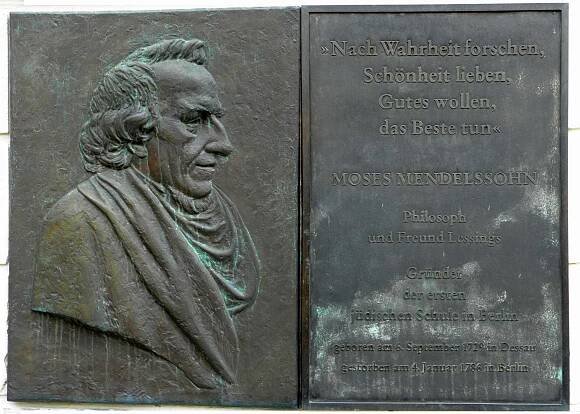 »Nach Wahrheit forschen,
Schönheit lieben,
Gutes wollen,
das Beste tun«
MOSES MENDELSSOHN
Philosoph
und Freund Lessings
Gründer
der ersten
jüdischen Schule in Berlin
geboren am 6. September 1729 in Dessau
gestorben am 4. Januar 1786 in Berlin